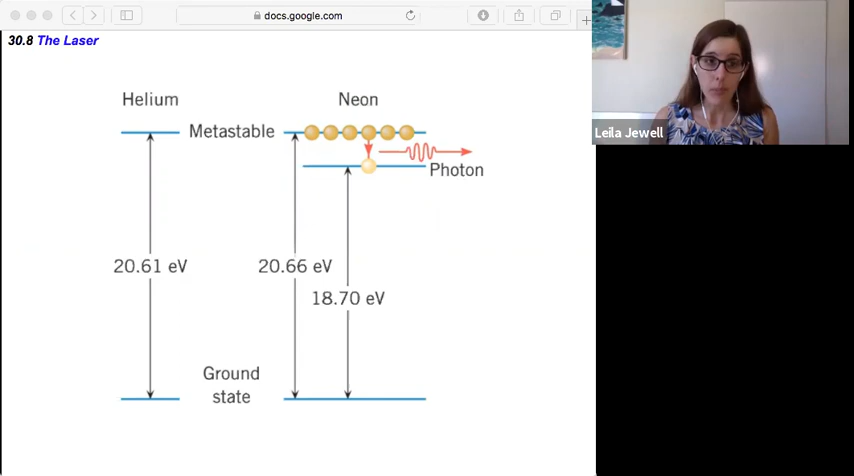 docs.google.com
30.8 The Laser
Helium
Neon
Metastable
Photon
20.61 eV
20.66 eV
18.70 eV
Ground
state
Leila Jewell